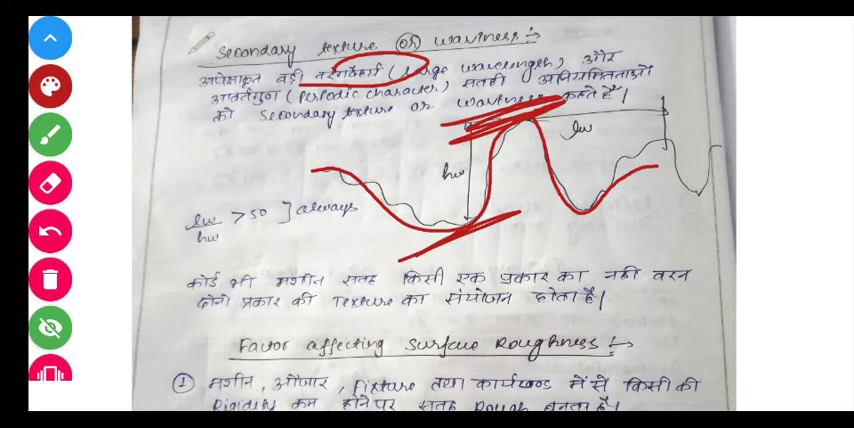 Secondary texture or waviness :-
अपेक्षाकृत बड़ी तरंगदैर्ध्य (Large wavelength) और
आवर्तगुण (Periodic character) सतही अनियमितताओं
को Secondary texture or waviness कहते हैं|
lw
hw
lw/hw > 50 ] always
कोई भी मशीन सतह किसी एक प्रकार का नहीं वरन
दोनो प्रकार की Texture का संयोजन होता है|
Factor affecting Surface Roughness :-
① मशीन, औजार, Fixture तथा कार्यखण्ड में से किसी की
Rigidity कम होने पर सतह Rough बनता है|